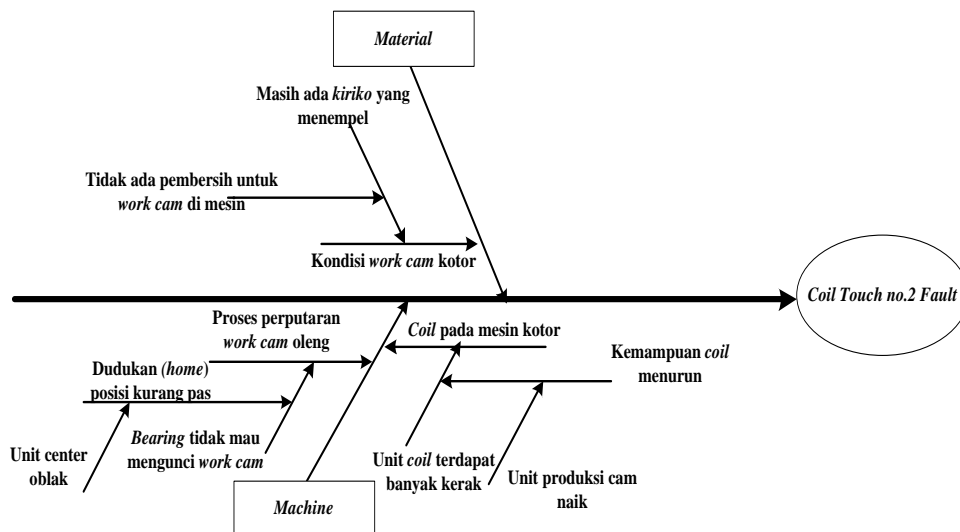 Material
Masih ada kiriko yang
menempel
Tidak ada pembersih untuk
work cam di mesin
Kondisi work cam kotor
Coil Touch no.2 Fault
Proses perputaran
work cam oleng
Coil pada mesin kotor
Kemampuan coil
menurun
Dudukan (home)
posisi kurang pas
Bearing tidak mau
mengunci work cam
Unit center
oblak
Unit coil terdapat
banyak kerak
Unit produksi cam
naik
Machine